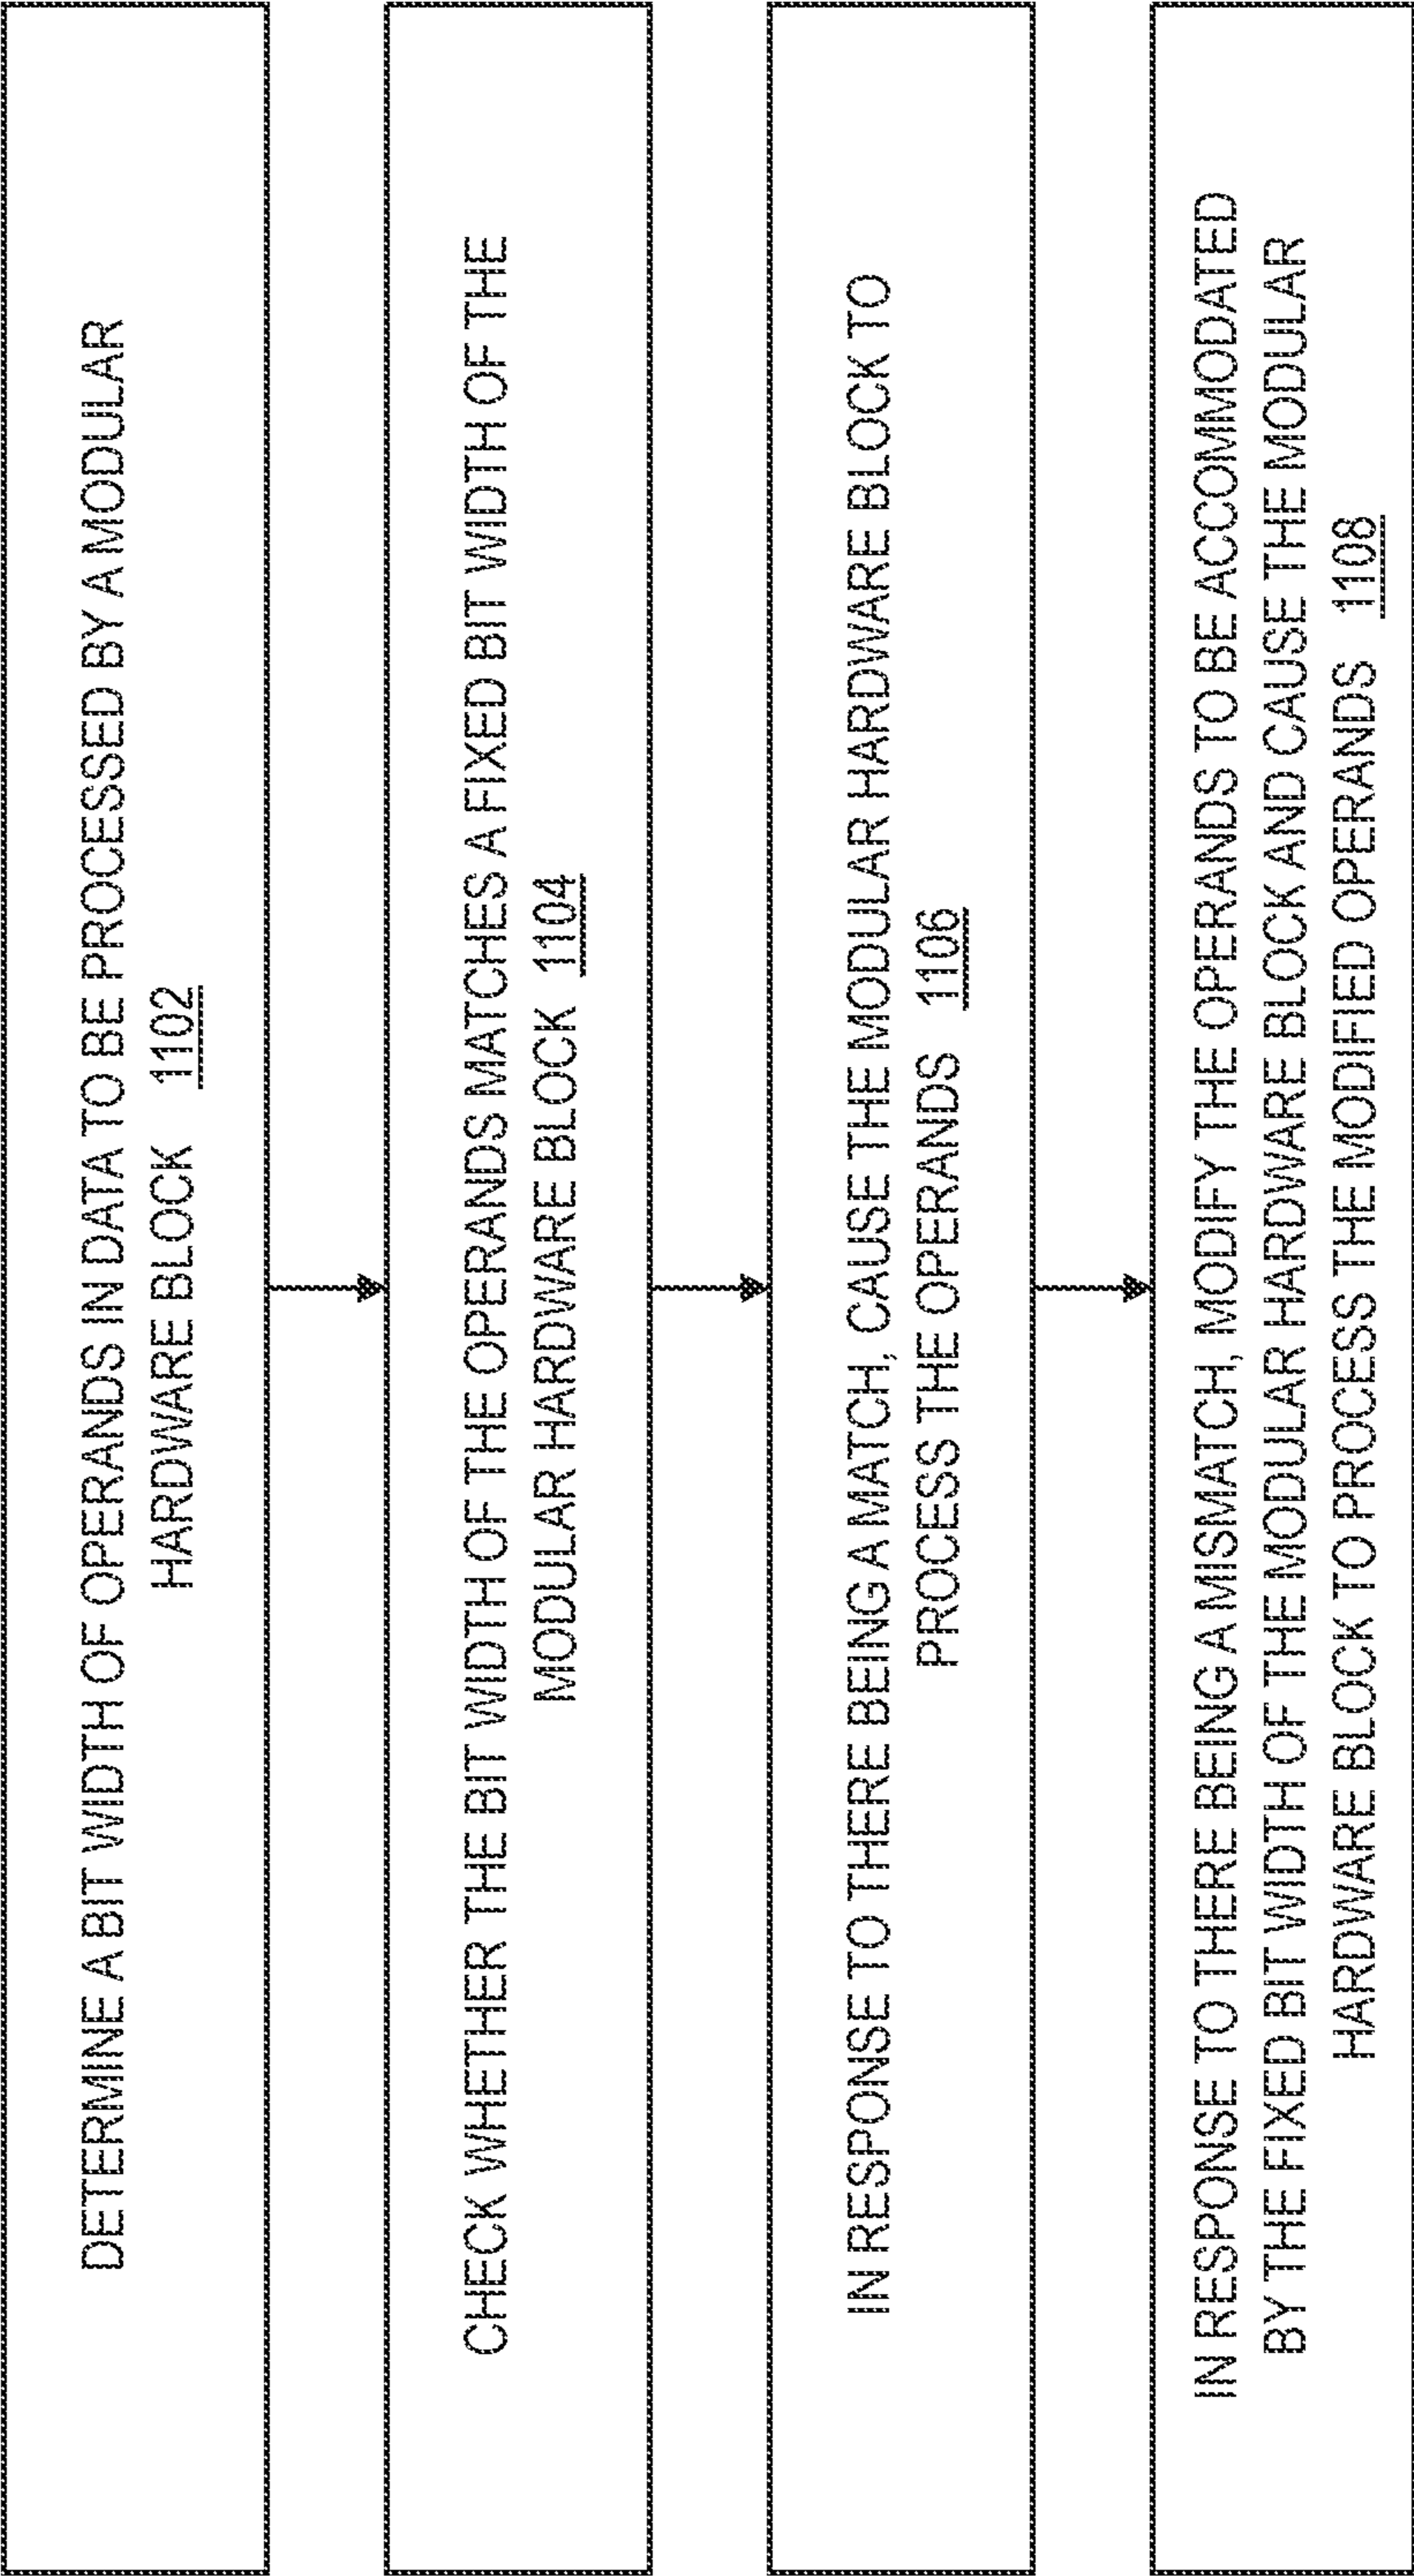 DETERMINE A BIT WIDTH OF OPERANDS IN DATA TO BE PROCESSED BY A MODULAR
HARDWARE BLOCK 1102
CHECK WHETHER THE BIT WIDTH OF THE OPERANDS MATCHES A FIXED BIT WIDTH OF THE
MODULAR HARDWARE BLOCK 1104
IN RESPONSE TO THERE BEING A MATCH, CAUSE THE MODULAR HARDWARE BLOCK TO
PROCESS THE OPERANDS 1106
IN RESPONSE TO THERE BEING A MISMATCH, MODIFY THE OPERANDS TO BE ACCOMMODATED
BY THE FIXED BIT WIDTH OF THE MODULAR HARDWARE BLOCK AND CAUSE THE MODULAR
HARDWARE BLOCK TO PROCESS THE MODIFIED OPERANDS 1108